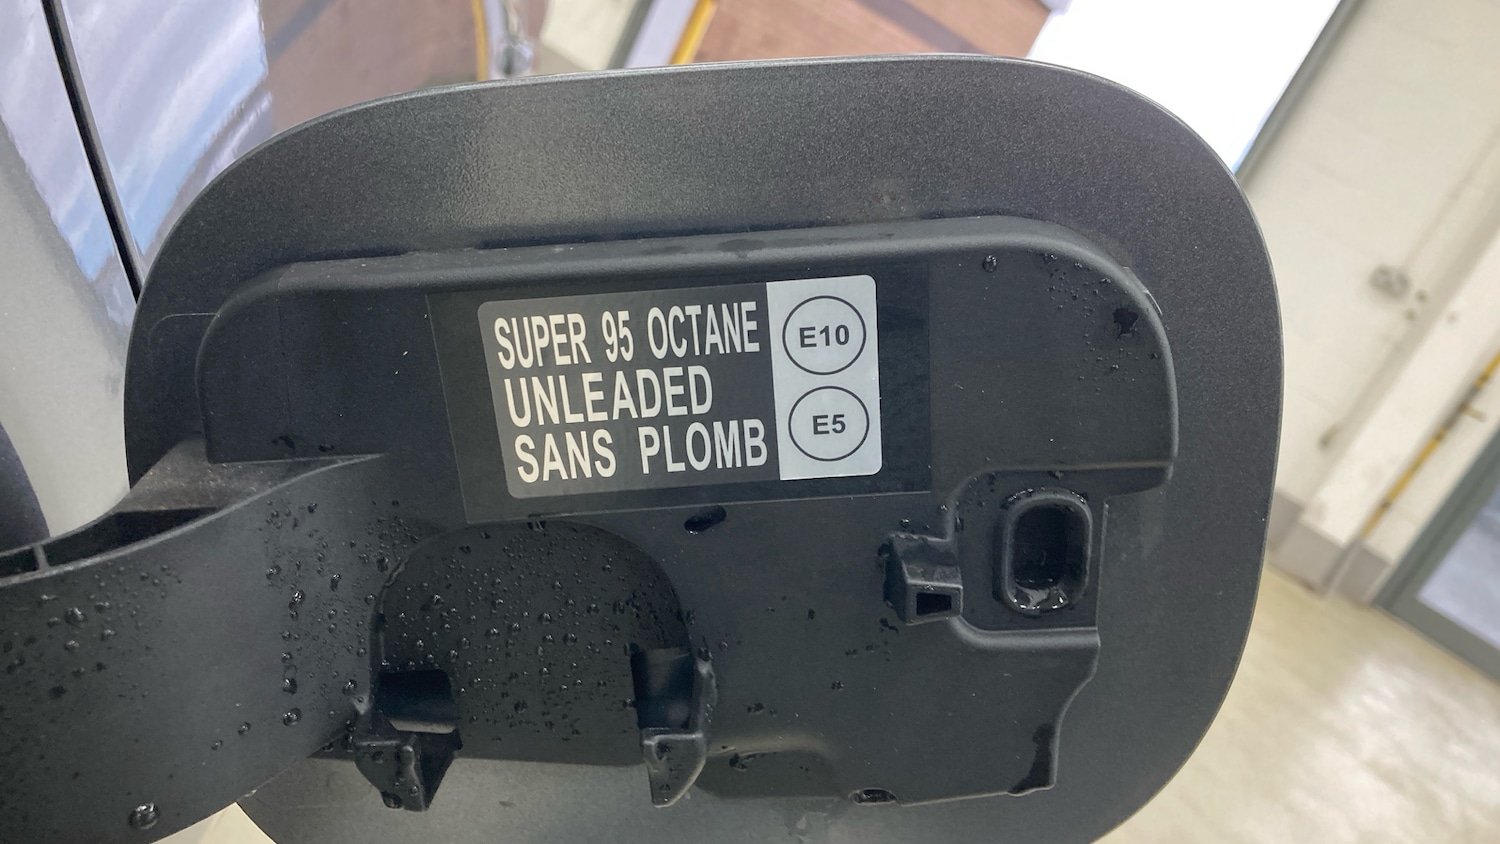 SUPER 95 OCTANE
UNLEADED
SANS PLOMB
E10
E5